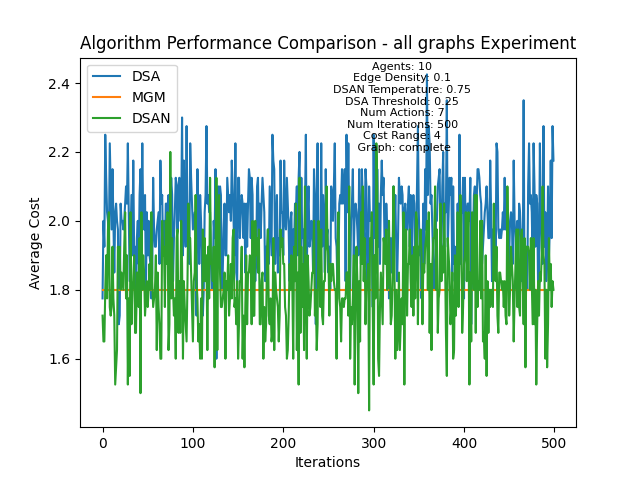 Algorithm Performance Comparison - all graphs Experiment
DSA
MGM
DSAN
Agents: 10
Edge Density: 0.1
DSAN Temperature: 0.75
DSA Threshold: 0.25
Num Actions: 7
Num Iterations: 500
Cost Range: 4
Graph: complete
2.4
2.2
2.0
1.8
1.6
Average Cost
0
100
200
300
400
500
Iterations